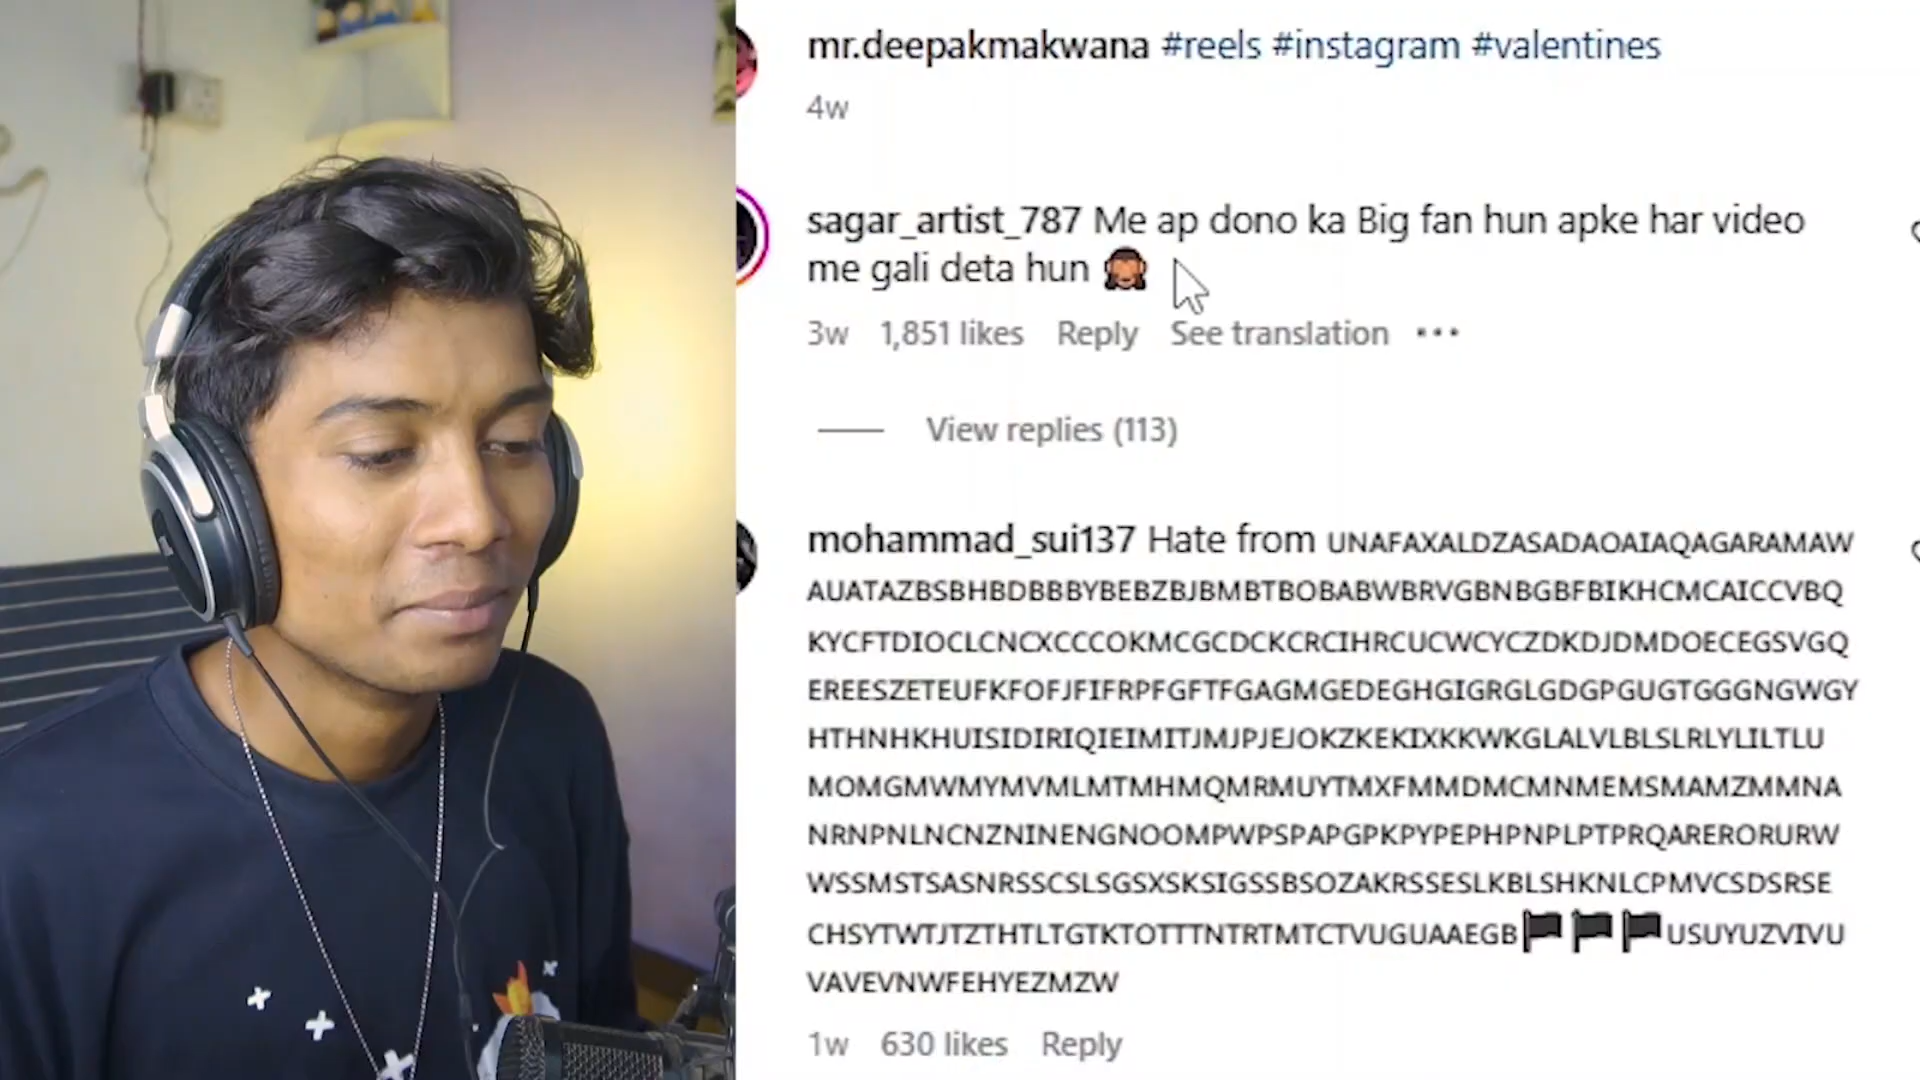 mr.deepakmakwana #reels #instagram #valentines
4w
sagar_artist_787 Me ap dono ka Big fan hun apke har video
me gali deta hun 🙈
3w 1,851 likes Reply See translation •••
View replies (113)
mohammad_sui137 Hate from UNAFAXALDZASADAOAIAQAGARAMAW
AUATAZBSBHBDBBBYBEBZBJBMBTBOBABWBRVGBNBGBFBIKHCMCAICCVBQ
KYCFTDIOCLCNCXCCCOKMCGCDCKCRCIHRCUCWCYCZDKDJDMDOECEGSVGQ
EREESZETEUFKFOFJFIFRPFGFTFGAGMGEDEGHGIGRGLGDGPGUGTGGGNGWGY
HTHNHKHUISIDIRIQIEIMITJMJPJEJOKZKEKIXKKWKGLALVLBLSLRLYLILTLU
MOMGMWMYMVMLMTMHMQMRMUYTMXFMMDMCMNMEMSMAMZMMNA
NRNPNLNCNZNINENGNOOMPWPSPAPGPKPYPEPHPNPLPTPRQARERORURW
WSSMSTSASNRSSCSLSGSXSKSIGSSBSOZAKRSSESLKBLSHKNLCPMVCSDSRSE
CHSYTWTJTZTHTLTGTKTOTTTNTRTMTCTVUGUAAEGB🏴🏴🏴USUYUZVIVU
VAVEVNWFEHYEZMZW
1w 630 likes Reply